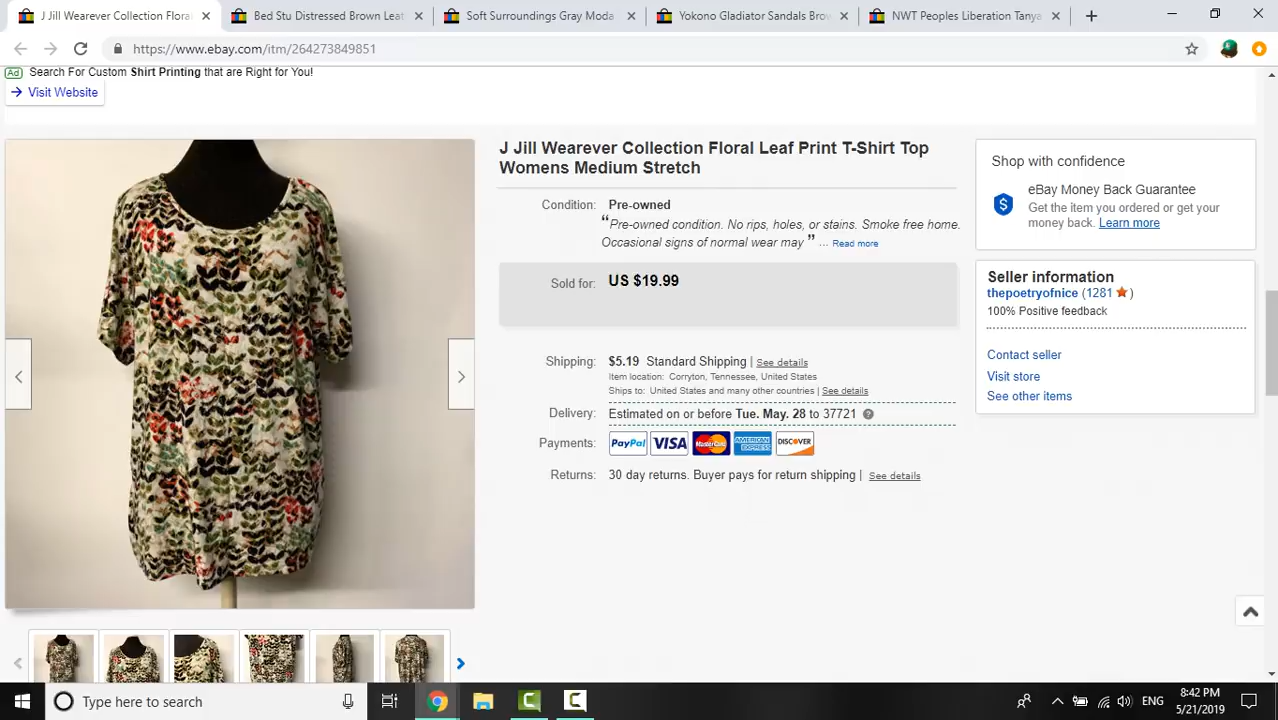 J Jill Wearever Collection Floral
Bed Stu Distressed Brown Leat
Soft Surroundings Gray Moda
Yokono Gladiator Sandals Brow
NWT Peoples Liberation Tanya
https://www.ebay.com/itm/264273849851
Ad Search For Custom Shirt Printing that are Right for You!
Visit Website
J Jill Wearever Collection Floral Leaf Print T-Shirt Top
Womens Medium Stretch
Condition: Pre-owned
“Pre-owned condition. No rips, holes, or stains. Smoke free home.
Occasional signs of normal wear may ” ... Read more
Sold for: US $19.99
Shipping: $5.19 Standard Shipping | See details
Item location: Corryton, Tennessee, United States
Ships to: United States and many other countries | See details
Delivery: Estimated on or before Tue. May. 28 to 37721
Payments: PayPal VISA MasterCard AMERICAN EXPRESS DISCOVER
Returns: 30 day returns. Buyer pays for return shipping | See details
Shop with confidence
eBay Money Back Guarantee
Get the item you ordered or get your
money back. Learn more
Seller information
thepoetryofnice (1281 )
100% Positive feedback
Contact seller
Visit store
See other items
Type here to search
ENG
8:42 PM
5/21/2019